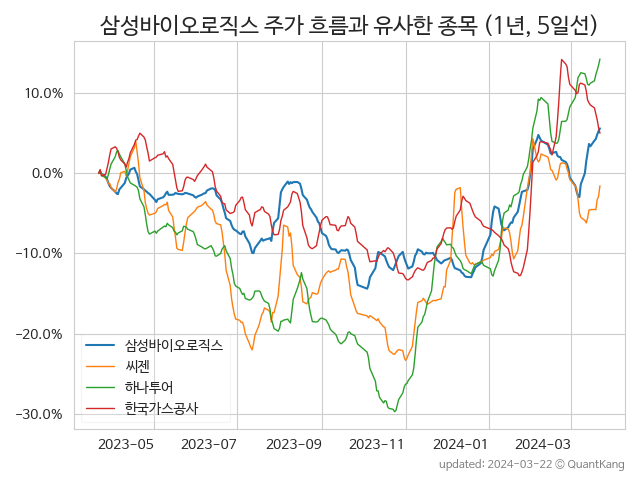 삼성바이오로직스 주가 흐름과 유사한 종목 (1년, 5일선)
10.0%
0.0%
−10.0%
−20.0%
−30.0%
삼성바이오로직스
씨젠
하나투어
한국가스공사
2023-05 2023-07 2023-09 2023-11 2024-01 2024-03
updated: 2024-03-22 © QuantKang